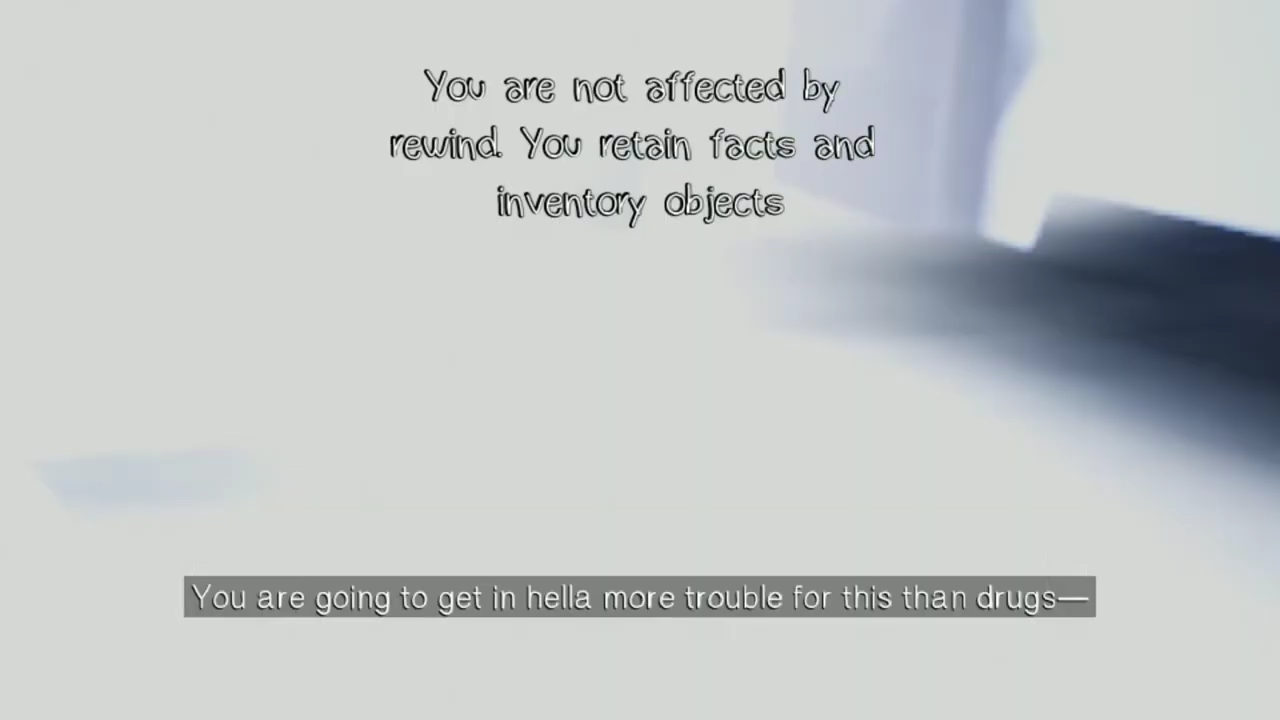 You are not affected by
rewind. You retain facts and
inventory objects
You are going to get in hella more trouble for this than drugs—